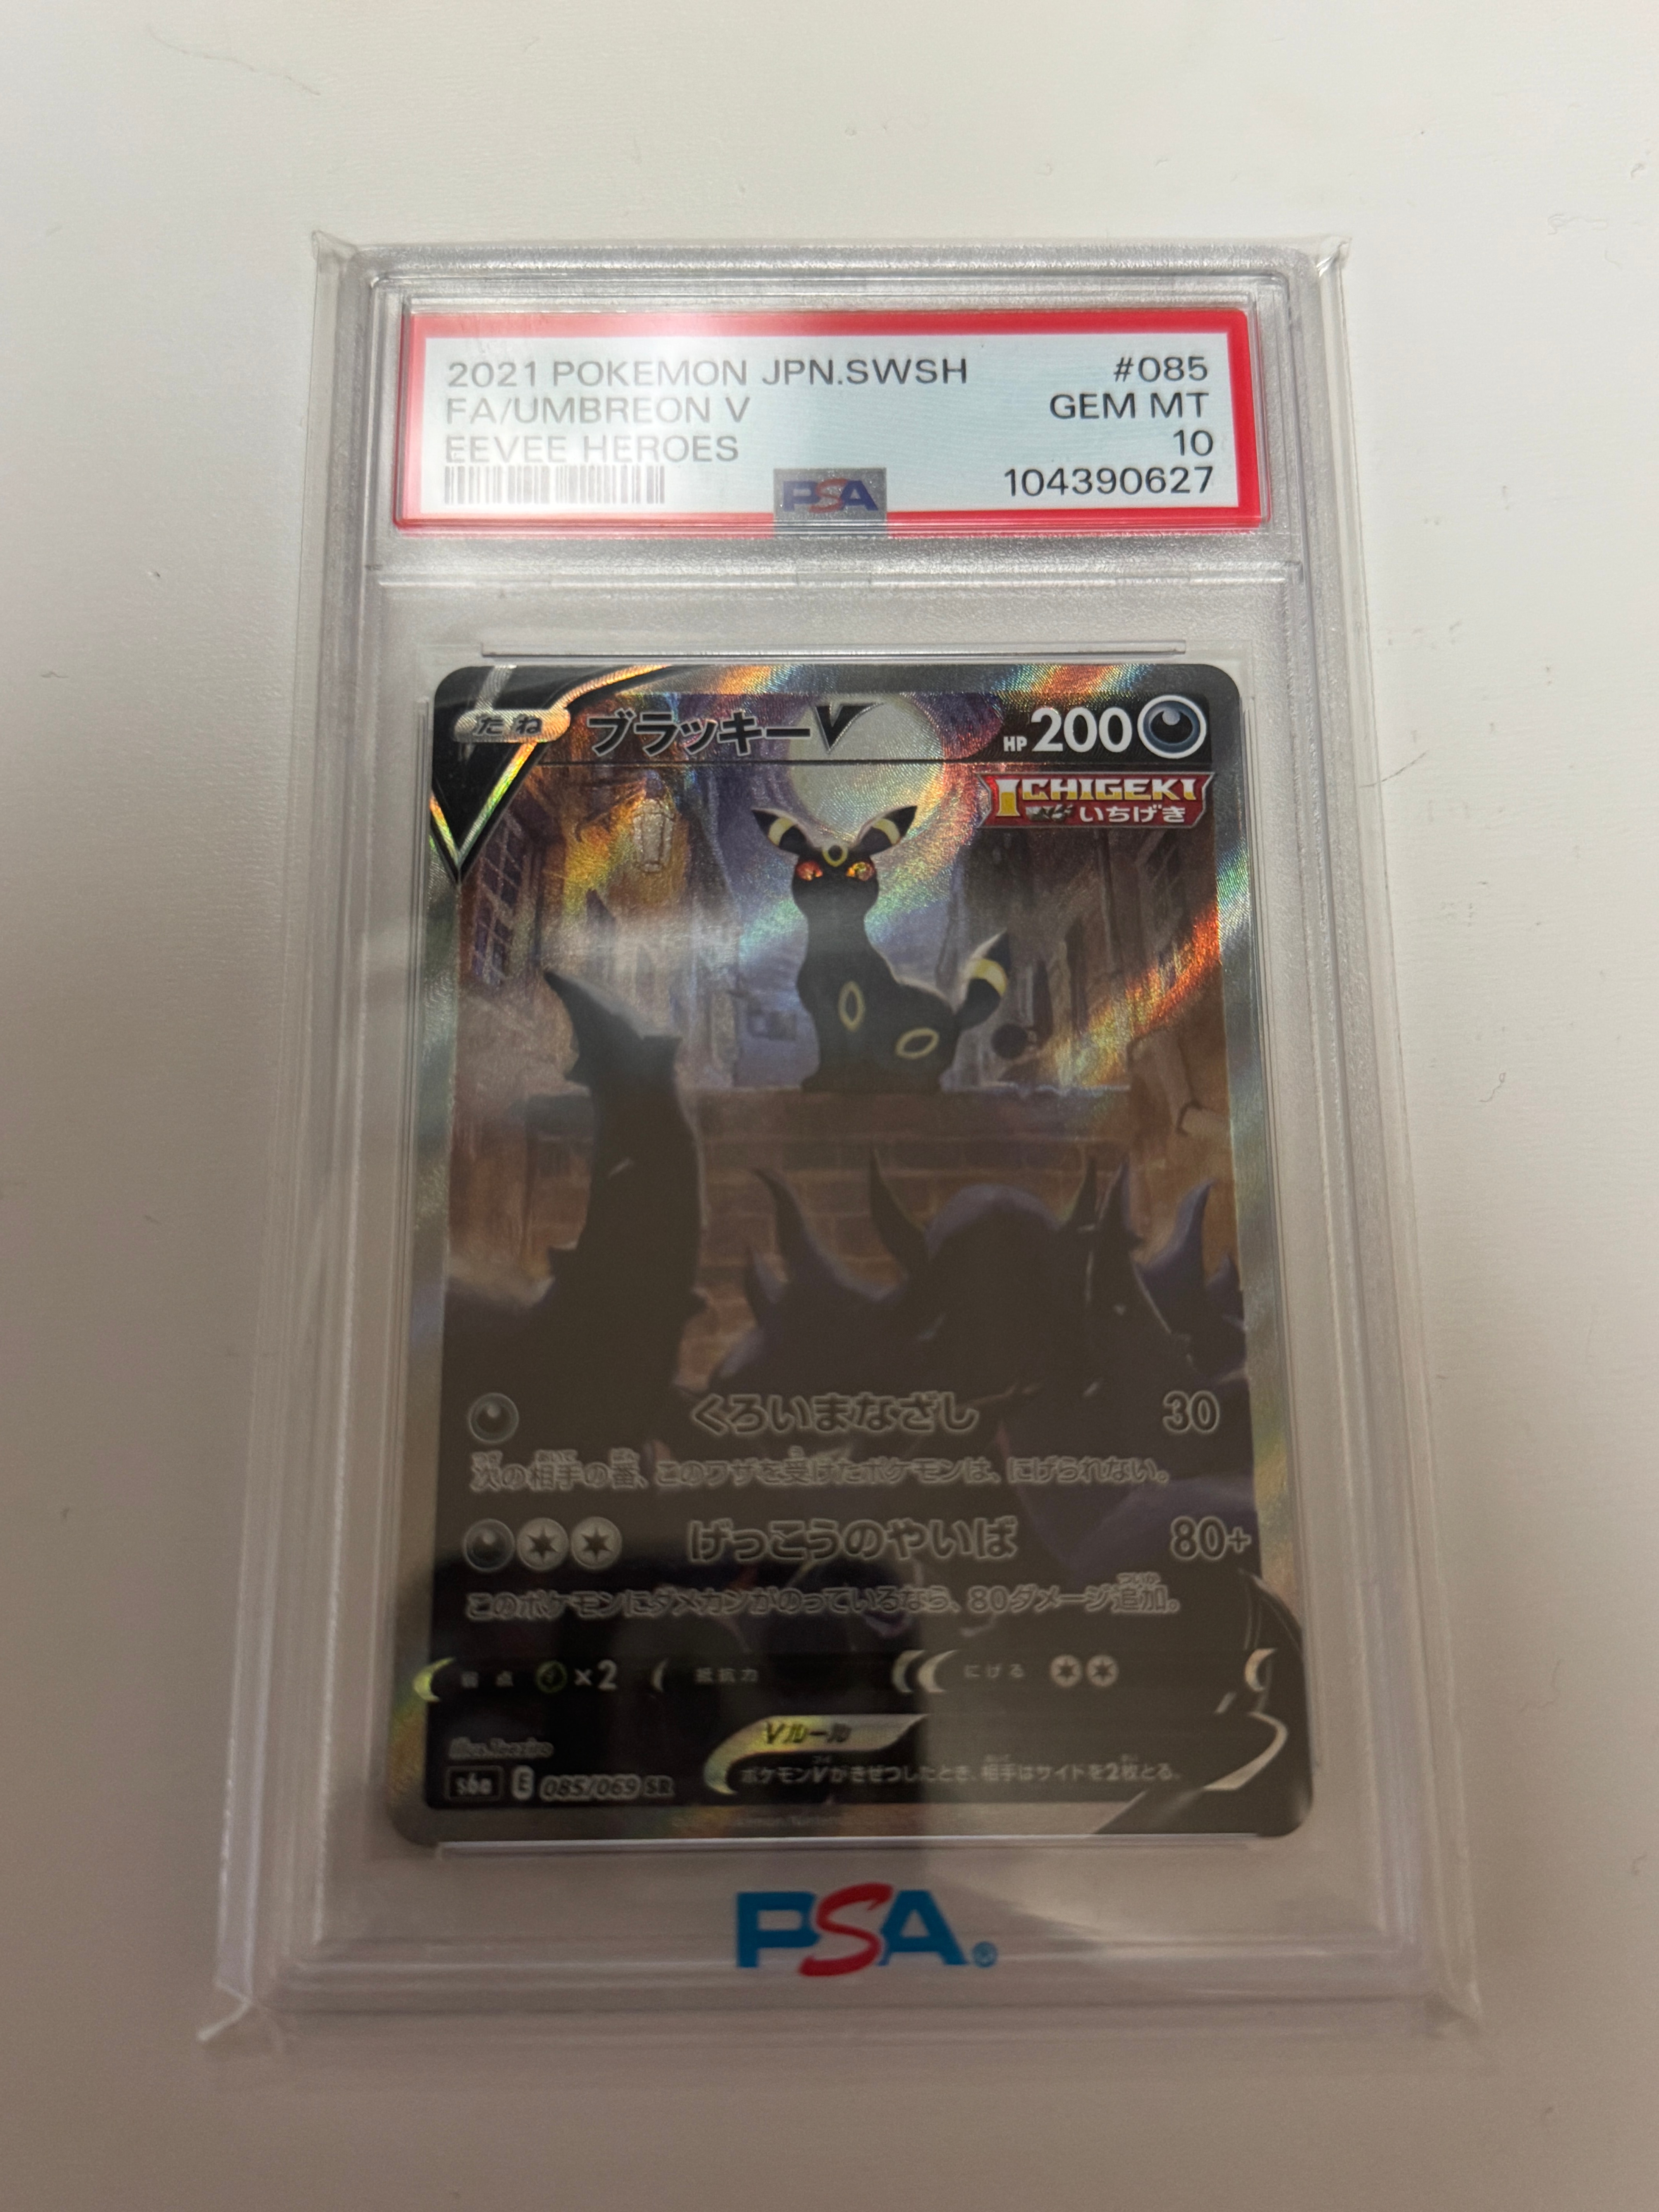 2021 POKEMON JPN.SWSH #085
FA/UMBREON V GEM MT
EEVEE HEROES 10
104390627
PSA
たね ブラッキーV HP 200
ICHIGEKI
いちげき
くろいまなざし 30
次の相手の番、このワザを受けたポケモンは、にげられない。
げっこうのやいば 80+
このポケモンにダメカンがのっているなら、80ダメージ追加。
弱点 ×2 抵抗力 にげる
Vルール
ポケモンVがきぜつしたとき、相手はサイドを2枚とる。
Illus. Teeziro
s6a E 085/069 SR
PSA®